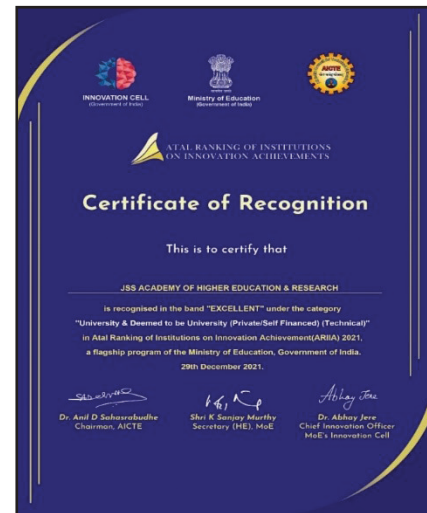 INNOVATION CELL
(Government of India)
Ministry of Education
(Government of India)
AICTE
ATAL RANKING OF INSTITUTIONS
ON INNOVATION ACHIEVEMENTS
Certificate of Recognition
This is to certify that
JSS ACADEMY OF HIGHER EDUCATION & RESEARCH
is recognised in the band "EXCELLENT" under the category
"University & Deemed to be University (Private/Self Financed) (Technical)"
in Atal Ranking of Institutions on Innovation Achievement(ARIIA) 2021,
a flagship program of the Ministry of Education, Government of India.
29th December 2021.
Abhay Jere
Dr. Anil D Sahasrabudhe
Chairman, AICTE
Shri K Sanjay Murthy
Secretary (HE), MoE
Dr. Abhay Jere
Chief Innovation Officer
MoE's Innovation Cell